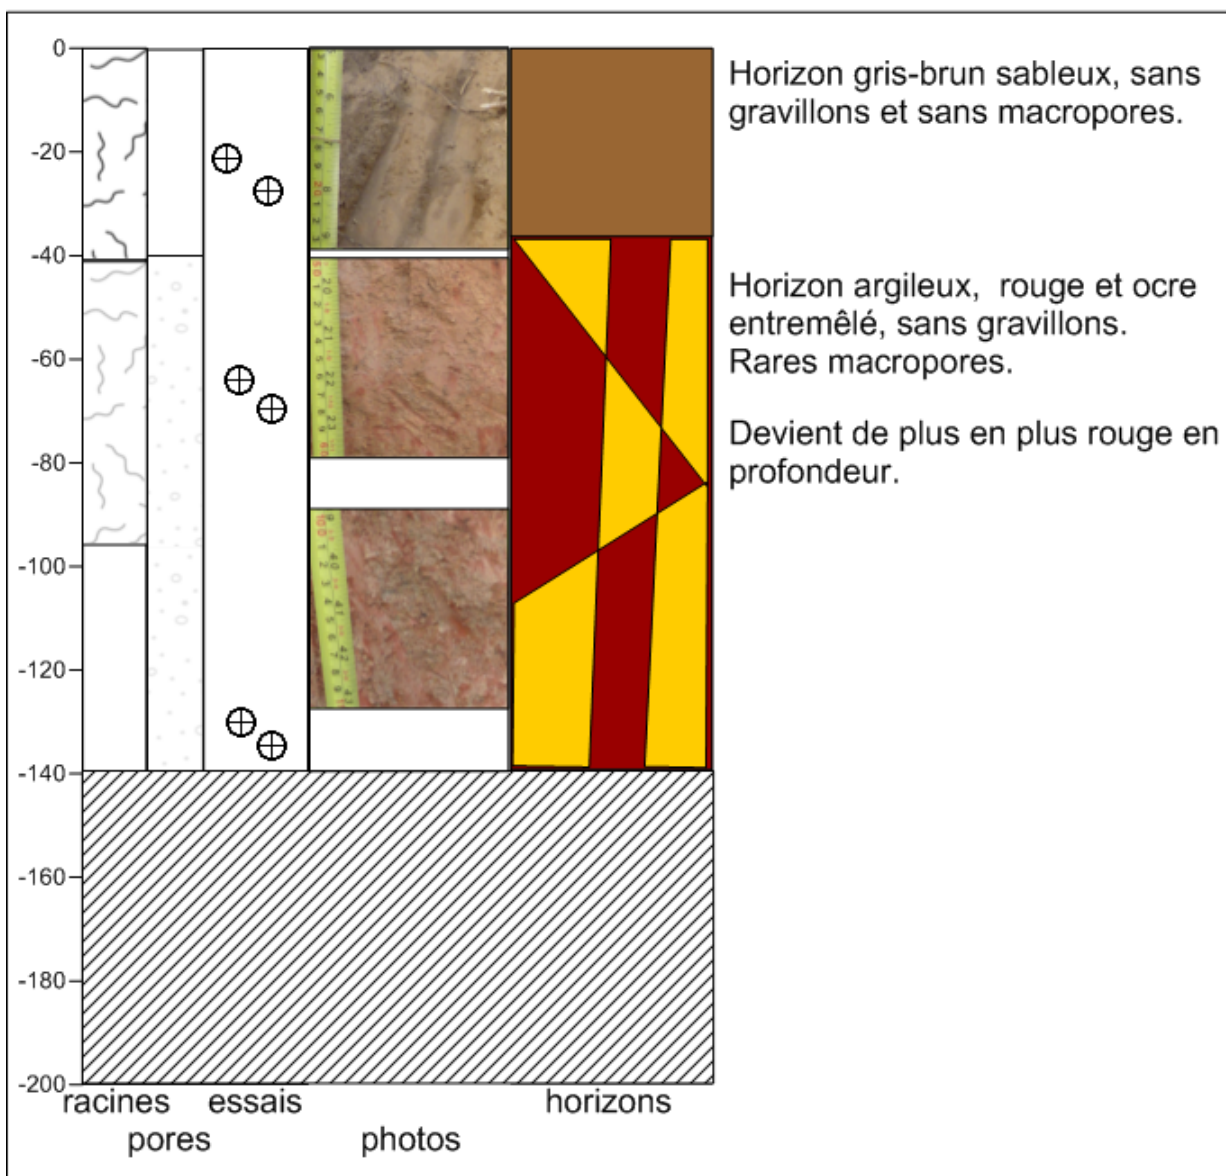 0
Horizon gris-brun sableux, sans
gravillons et sans macropores.
-20
-40
Horizon argileux, rouge et ocre
entremêlé, sans gravillons.
-60
Rares macropores.
Devient de plus en plus rouge en
-80
profondeur.
-100
-120
-140
-160
-180
-200
racines essais horizons
pores photos